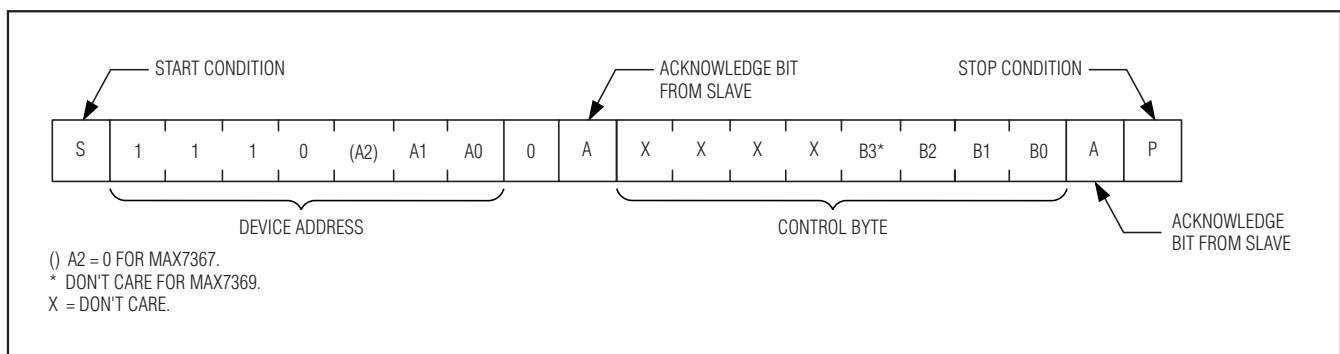 START CONDITION
ACKNOWLEDGE BIT
FROM SLAVE
STOP CONDITION
S 1 1 1 0 (A2) A1 A0 0 A X X X X B3* B2 B1 B0 A P
DEVICE ADDRESS
CONTROL BYTE
ACKNOWLEDGE
BIT FROM SLAVE
() A2 = 0 FOR MAX7367.
* DON'T CARE FOR MAX7369.
X = DON'T CARE.